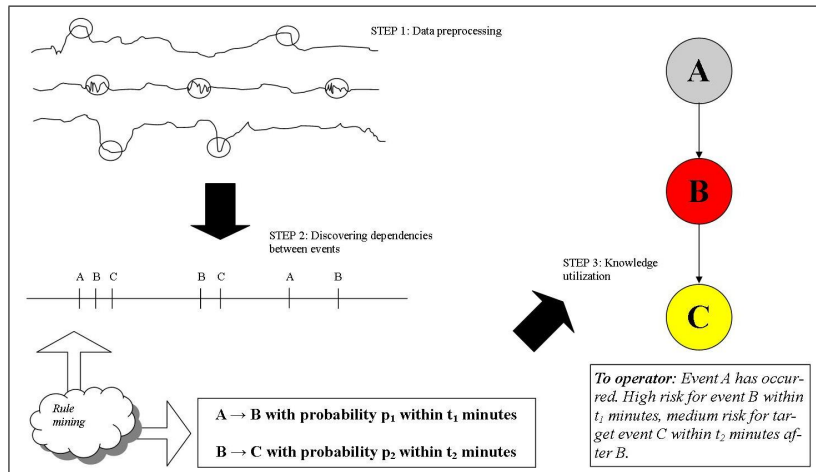 STEP 1: Data preprocessing
STEP 2: Discovering dependencies
between events
A B C B C A B
Rule
mining
A → B with probability p₁ within t₁ minutes
B → C with probability p₂ within t₂ minutes
STEP 3: Knowledge
utilization
A
B
C
To operator: Event A has occur-
red. High risk for event B within
t₁ minutes, medium risk for tar-
get event C within t₂ minutes af-
ter B.